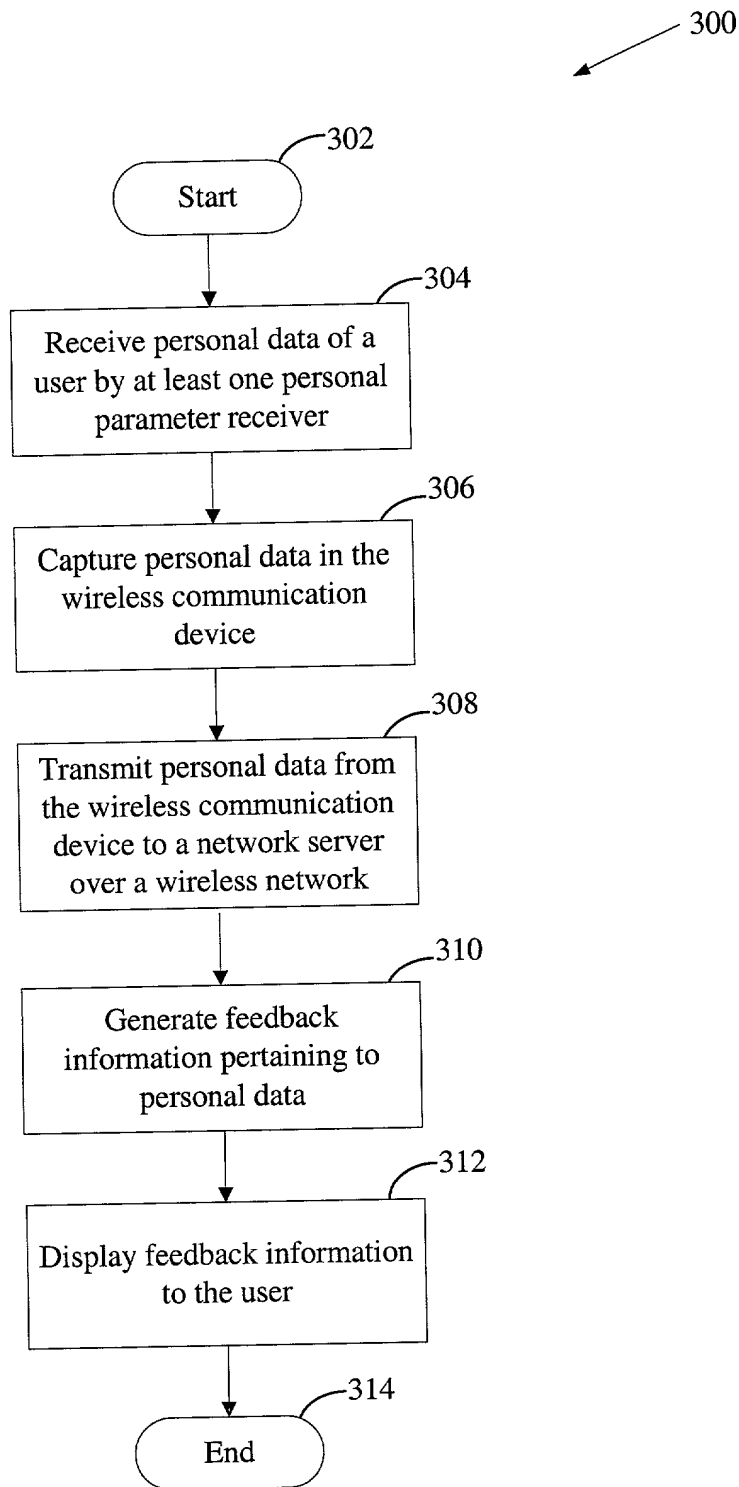 300
302
Start
304
Receive personal data of a
user by at least one personal
parameter receiver
306
Capture personal data in the
wireless communication
device
308
Transmit personal data from
the wireless communication
device to a network server
over a wireless network
310
Generate feedback
information pertaining to
personal data
312
Display feedback information
to the user
314
End